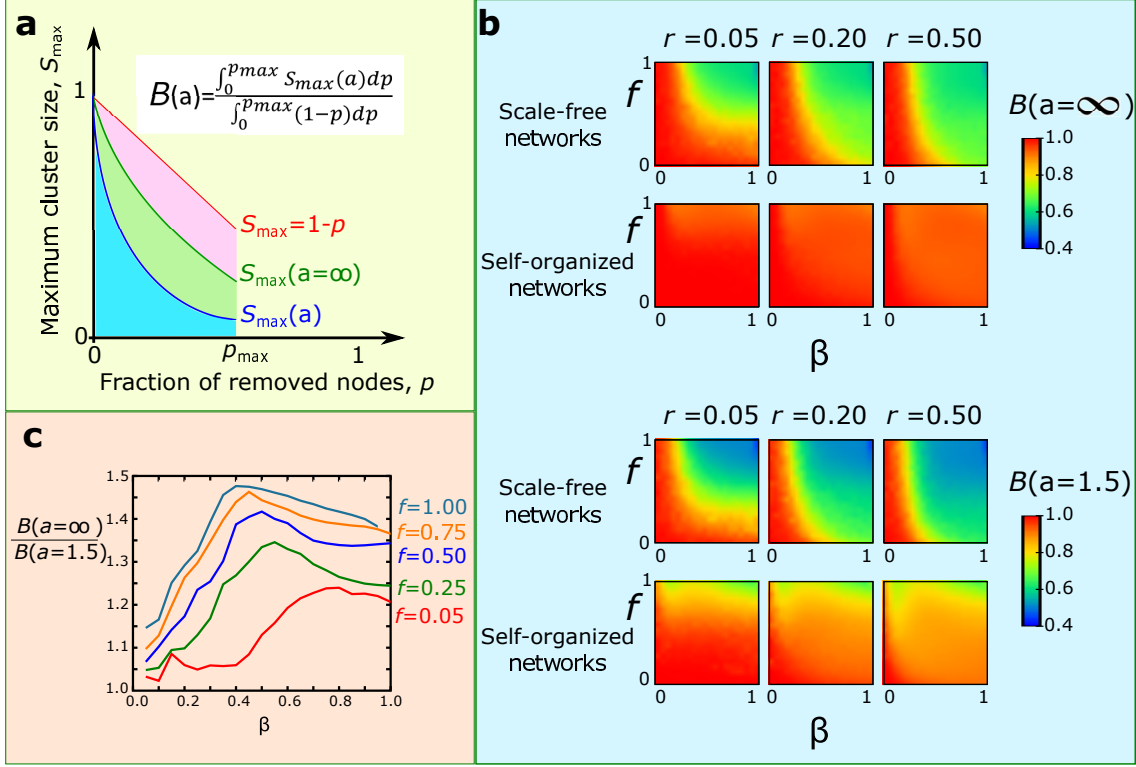 a
Maximum cluster size, Smax
1
0
B(a)=∫0pmax Smax(a)dp
∫0pmax(1-p)dp
Smax=1-p
Smax(a=∞)
Smax(a)
0
pmax
1
Fraction of removed nodes, p
b
r =0.05 r =0.20 r =0.50
Scale-free
networks
f
1
0
0 1 0 1 0 1
Self-organized
networks
f
1
0
0 1 0 1 0 1
β
B(a=∞)
1.0
0.8
0.6
0.4
r =0.05 r =0.20 r =0.50
Scale-free
networks
f
1
0
0 1 0 1 0 1
Self-organized
networks
f
1
0
0 1 0 1 0 1
β
B(a=1.5)
1.0
0.8
0.6
0.4
c
B(a=∞)
B(a=1.5)
1.5
1.4
1.3
1.2
1.1
1.0
0.0 0.2 0.4 0.6 0.8 1.0
β
f=1.00
f=0.75
f=0.50
f=0.25
f=0.05